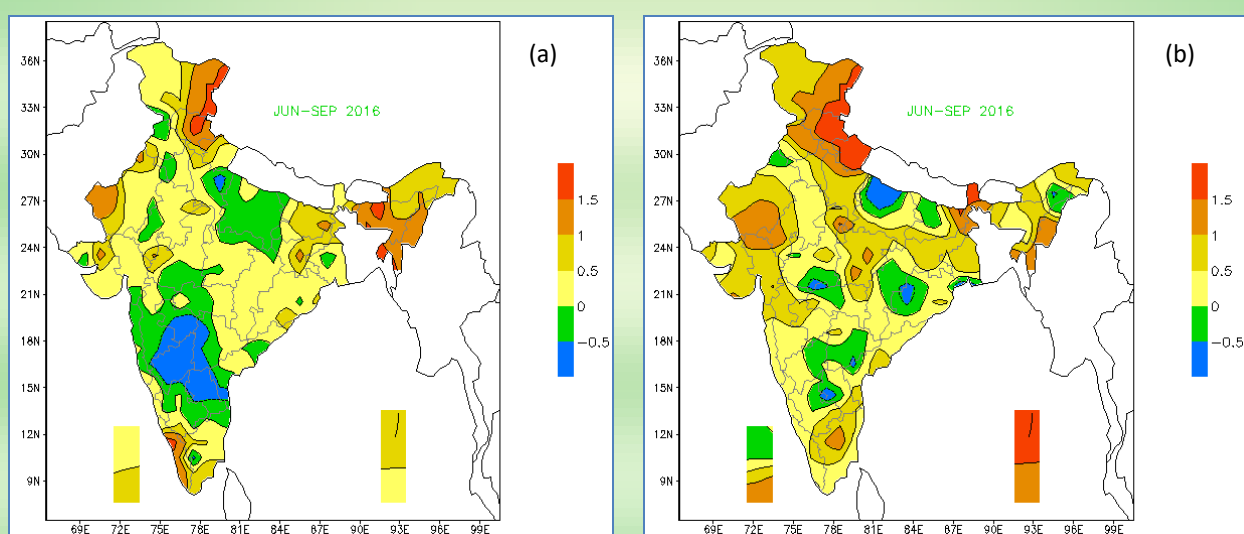 (a)
JUN-SEP 2016
36N
33N
30N
27N
24N
21N
18N
15N
12N
9N
69E 72E 75E 78E 81E 84E 87E 90E 93E 96E 99E
1.5
1
0.5
0
−0.5
(b)
JUN-SEP 2016
36N
33N
30N
27N
24N
21N
18N
15N
12N
9N
69E 72E 75E 78E 81E 84E 87E 90E 93E 96E 99E
1.5
1
0.5
0
−0.5